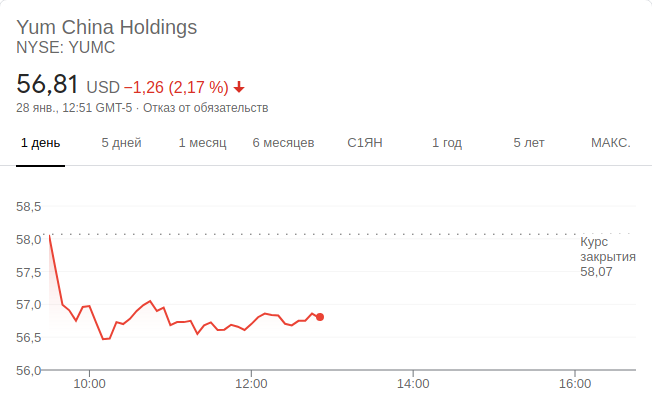 Yum China Holdings
NYSE: YUMC
56,81 USD −1,26 (2,17 %)
28 янв., 12:51 GMT-5 · Отказ от обязательств
1 день 5 дней 1 месяц 6 месяцев С1ЯН 1 год 5 лет МАКС.
58,5
58,0
57,5
57,0
56,5
56,0
Курс
закрытия
58,07
10:00 12:00 14:00 16:00